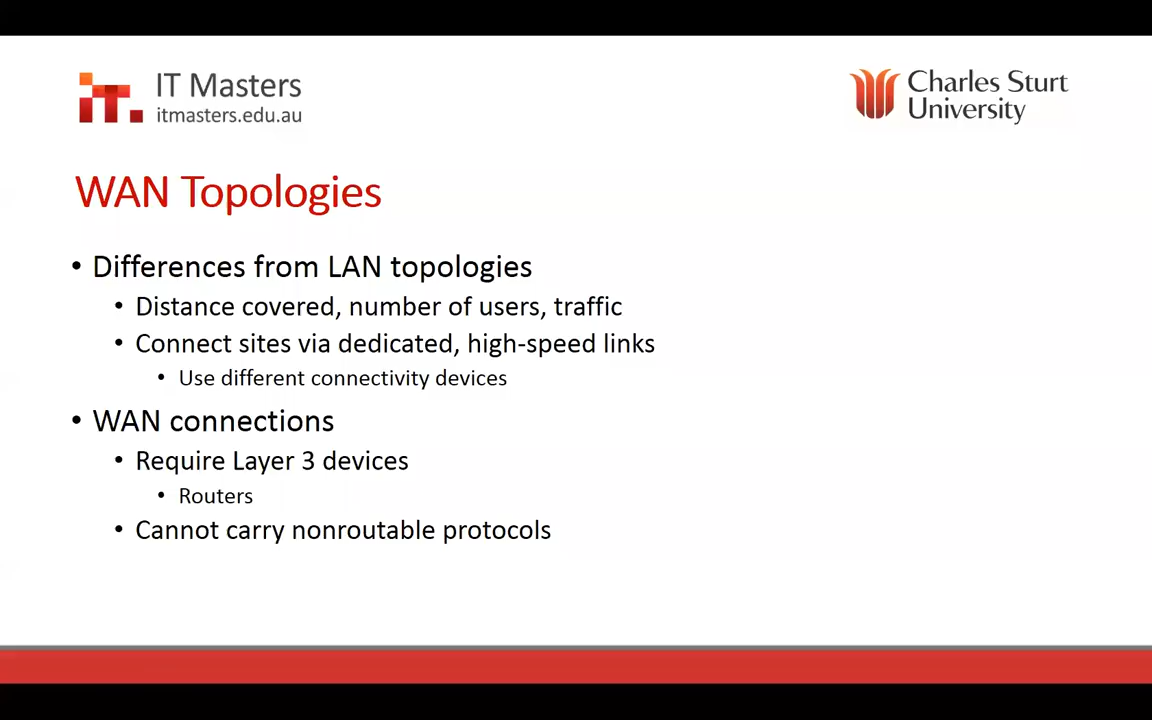 IT Masters
itmasters.edu.au
Charles Sturt
University
WAN Topologies
• Differences from LAN topologies
• Distance covered, number of users, traffic
• Connect sites via dedicated, high-speed links
• Use different connectivity devices
• WAN connections
• Require Layer 3 devices
• Routers
• Cannot carry nonroutable protocols